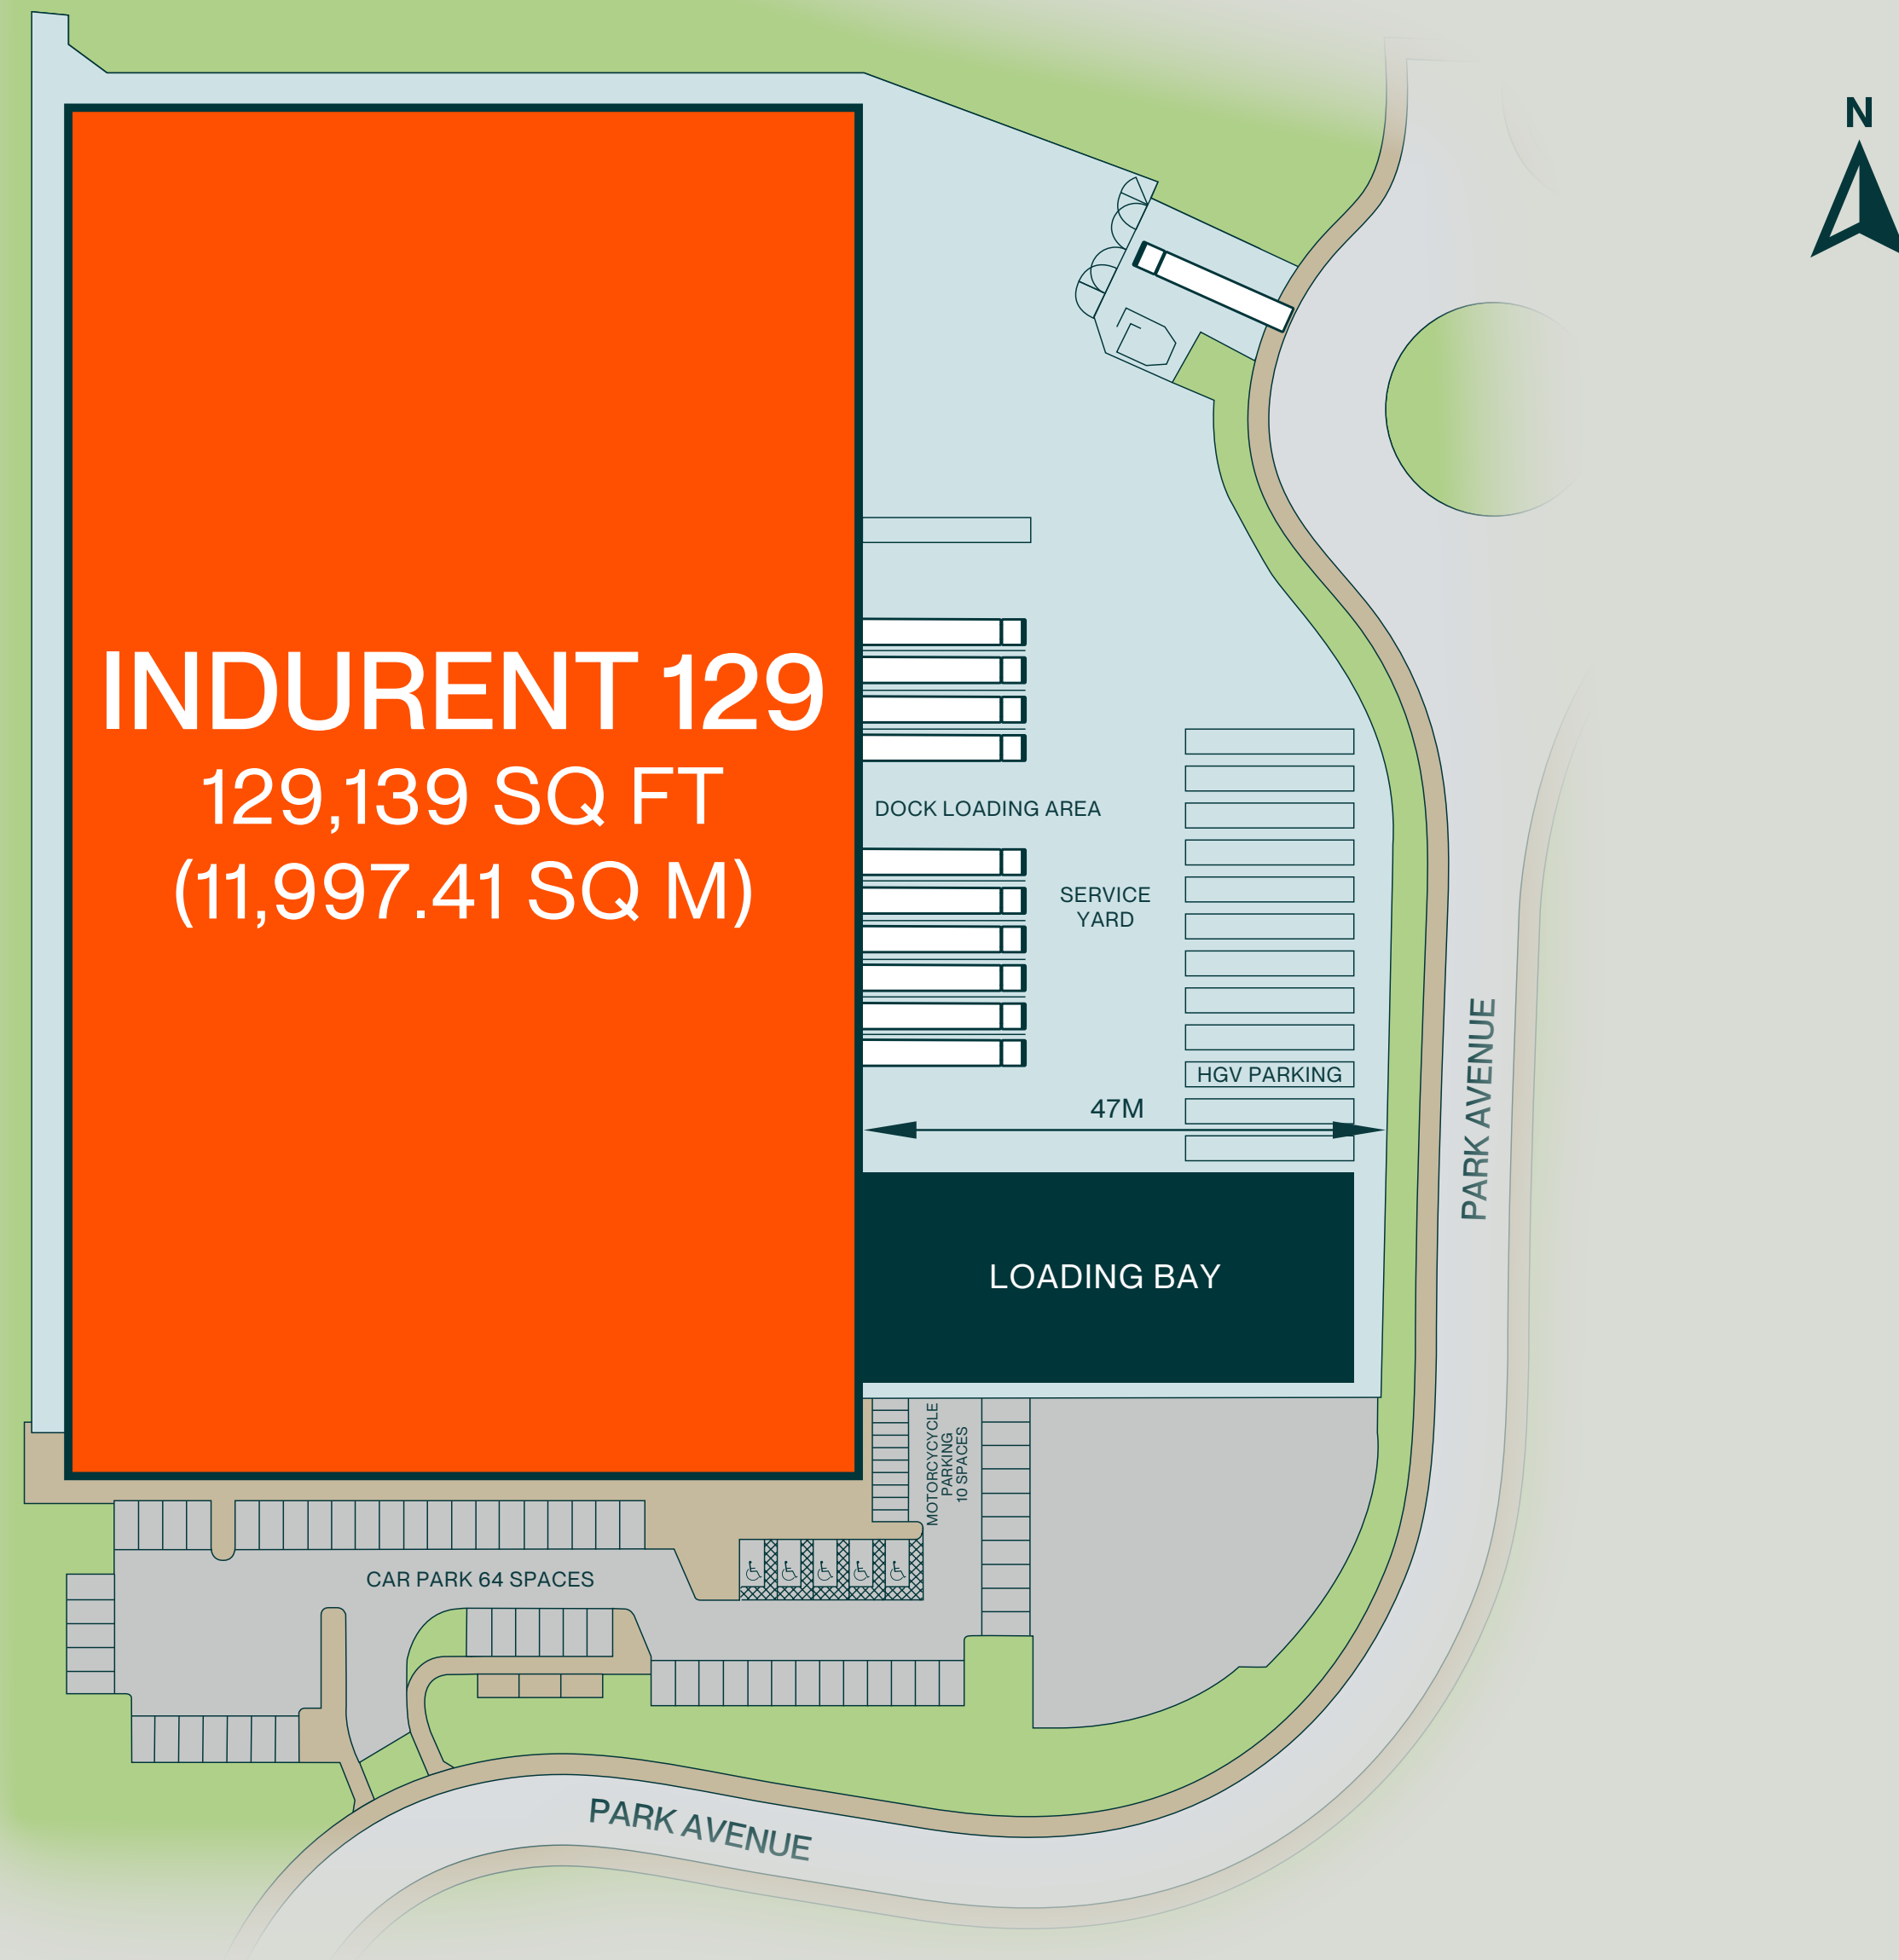 N
INDURENT 129
129,139 SQ FT
(11,997.41 SQ M)
DOCK LOADING AREA
SERVICE
YARD
HGV PARKING
47M
PARK AVENUE
LOADING BAY
MOTORCYCLE
PARKING
10 SPACES
CAR PARK 64 SPACES
PARK AVENUE